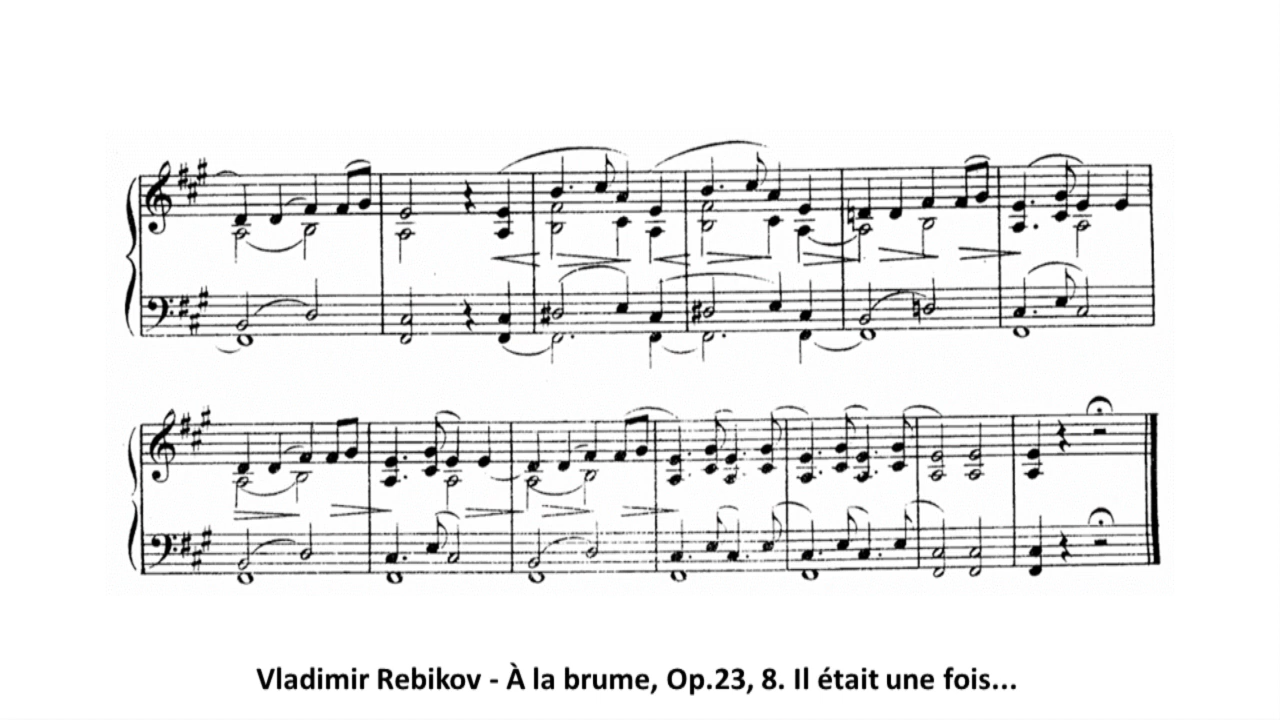 Vladimir Rebikov - À la brume, Op.23, 8. Il était une fois...